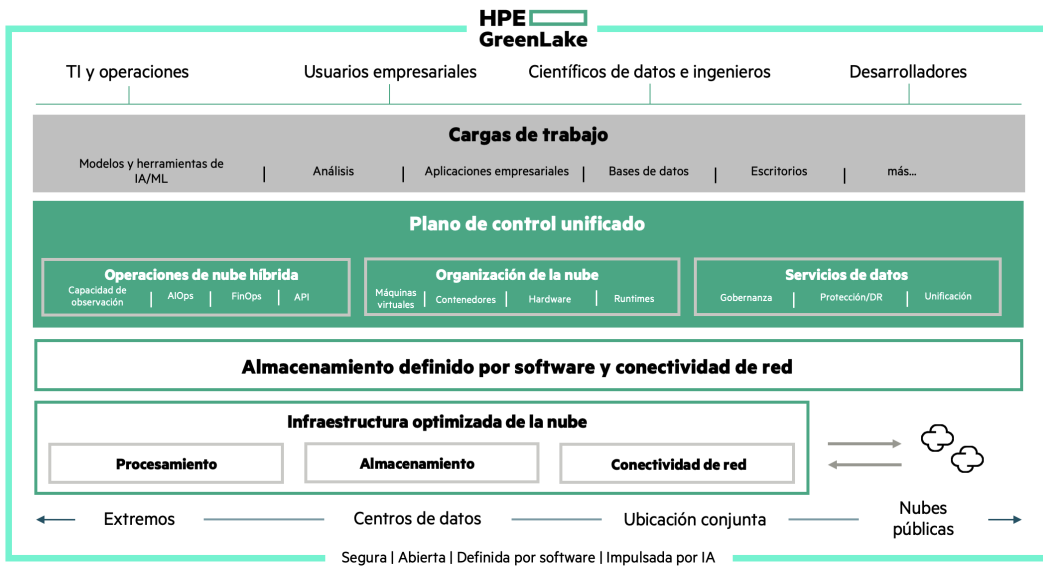 HPE
GreenLake
TI y operaciones
Usuarios empresariales
Científicos de datos e ingenieros
Desarrolladores
Cargas de trabajo
Modelos y herramientas de
IA/ML
Análisis
Aplicaciones empresariales
Bases de datos
Escritorios
más...
Plano de control unificado
Operaciones de nube híbrida
Capacidad de
observación
AIOps
FinOps
API
Organización de la nube
Máquinas
virtuales
Contenedores
Hardware
Runtimes
Servicios de datos
Gobernanza
Protección/DR
Unificación
Almacenamiento definido por software y conectividad de red
Infraestructura optimizada de la nube
Procesamiento
Almacenamiento
Conectividad de red
Extremos
Centros de datos
Ubicación conjunta
Nubes
públicas
Segura | Abierta | Definida por software | Impulsada por IA